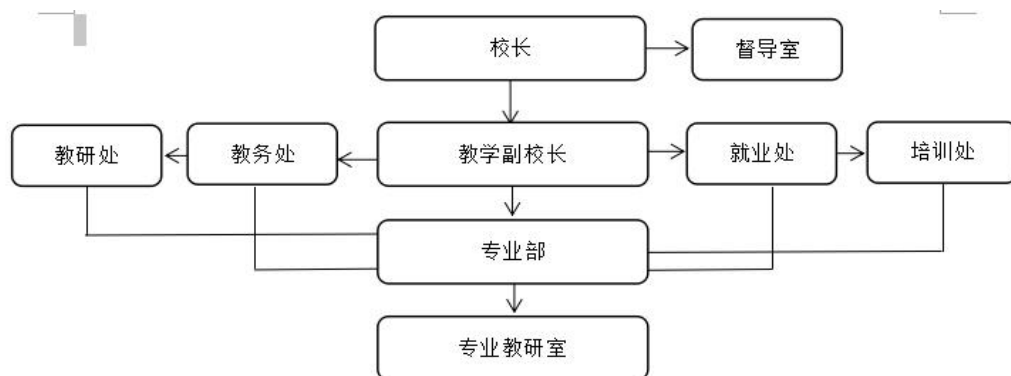 校长
督导室
教研处
教务处
教学副校长
就业处
培训处
专业部
专业教研室